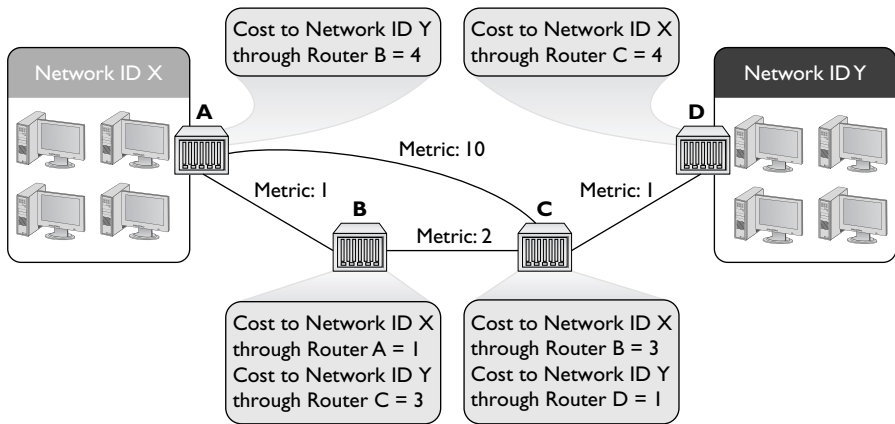 Cost to Network ID Y
through Router B = 4
Cost to Network ID X
through Router C = 4
Network ID X
Network ID Y
A
D
Metric: 10
Metric: 1
Metric: 1
B
C
Metric: 2
Cost to Network ID X
through Router A = 1
Cost to Network ID Y
through Router C = 3
Cost to Network ID X
through Router B = 3
Cost to Network ID Y
through Router D = 1